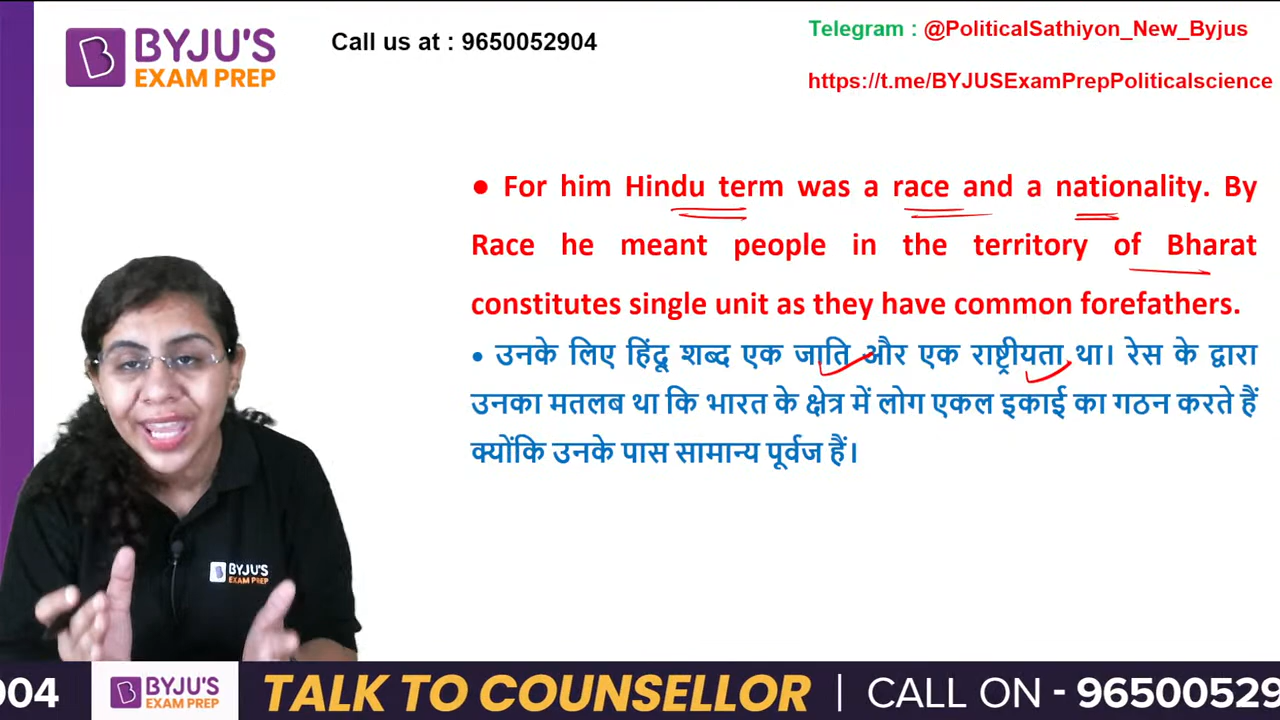 BYJU'S
EXAM PREP
Call us at : 9650052904
Telegram : @PoliticalSathiyon_New_Byjus
https://t.me/BYJUSExamPrepPoliticalscience
● For him Hindu term was a race and a nationality. By
Race he meant people in the territory of Bharat
constitutes single unit as they have common forefathers.
• उनके लिए हिंदू शब्द एक जाति और एक राष्ट्रीयता था। रेस के द्वारा
उनका मतलब था कि भारत के क्षेत्र में लोग एकल इकाई का गठन करते हैं
क्योंकि उनके पास सामान्य पूर्वज हैं।
BYJU'S
EXAM PREP
904
BYJU'S
EXAM PREP
TALK TO COUNSELLOR
CALL ON - 96500529